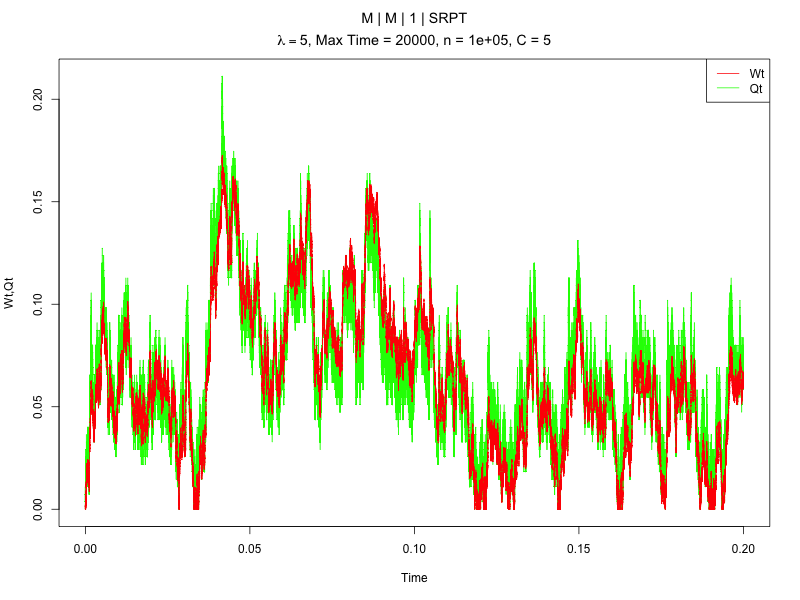 M | M | 1 | SRPT
λ = 5, Max Time = 20000, n = 1e+05, C = 5
Wt
Qt
Wt,Qt
0.20
0.15
0.10
0.05
0.00
0.00 0.05 0.10 0.15 0.20
Time